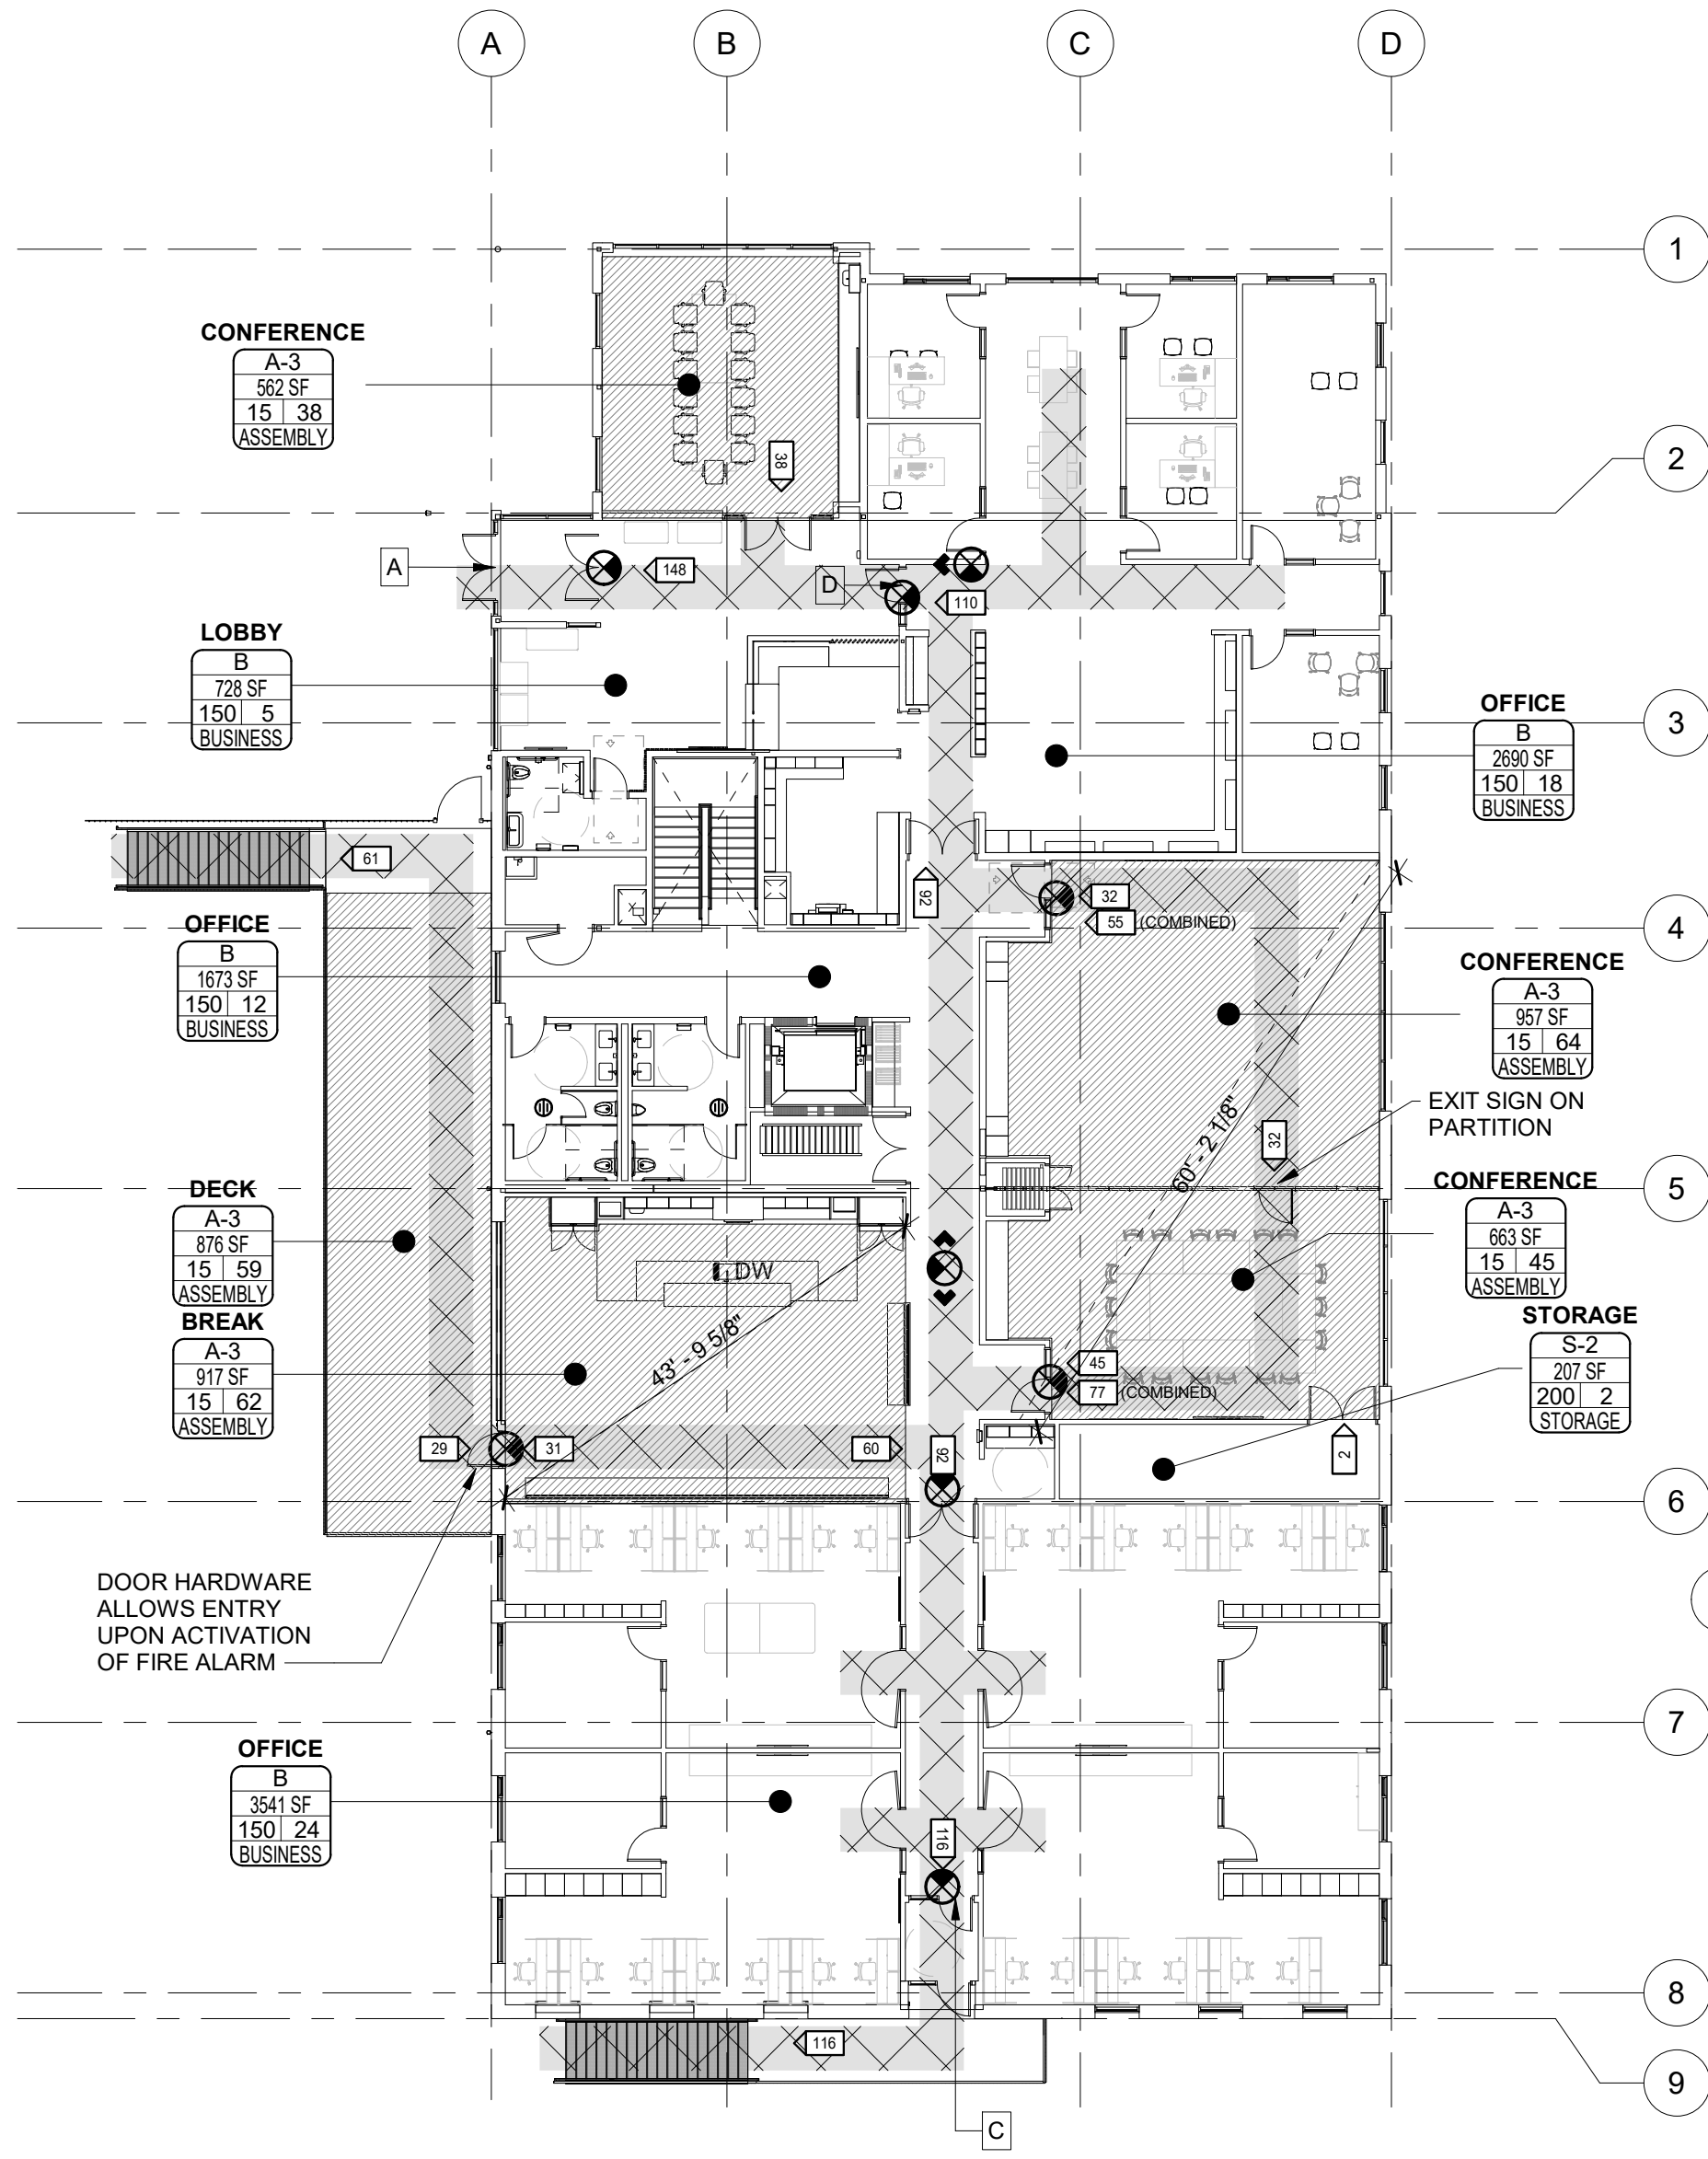 A
B
C
D
1
CONFERENCE
A-3
562 SF
15 38
ASSEMBLY
38
2
A
148
D
110
LOBBY
B
728 SF
150 5
BUSINESS
OFFICE
B
2690 SF
150 18
BUSINESS
3
61
92
32
55 (COMBINED)
4
OFFICE
B
1673 SF
150 12
BUSINESS
CONFERENCE
A-3
957 SF
15 64
ASSEMBLY
EXIT SIGN ON
PARTITION
32
60' - 2 1/8"
5
DECK
A-3
876 SF
15 59
ASSEMBLY
CONFERENCE
A-3
663 SF
15 45
ASSEMBLY
DW
BREAK
A-3
917 SF
15 62
ASSEMBLY
43' - 9 5/8"
STORAGE
S-2
207 SF
200 2
STORAGE
45
77 (COMBINED)
29
31
60
92
2
6
DOOR HARDWARE
ALLOWS ENTRY
UPON ACTIVATION
OF FIRE ALARM
7
OFFICE
B
3541 SF
150 24
BUSINESS
116
8
116
9
C